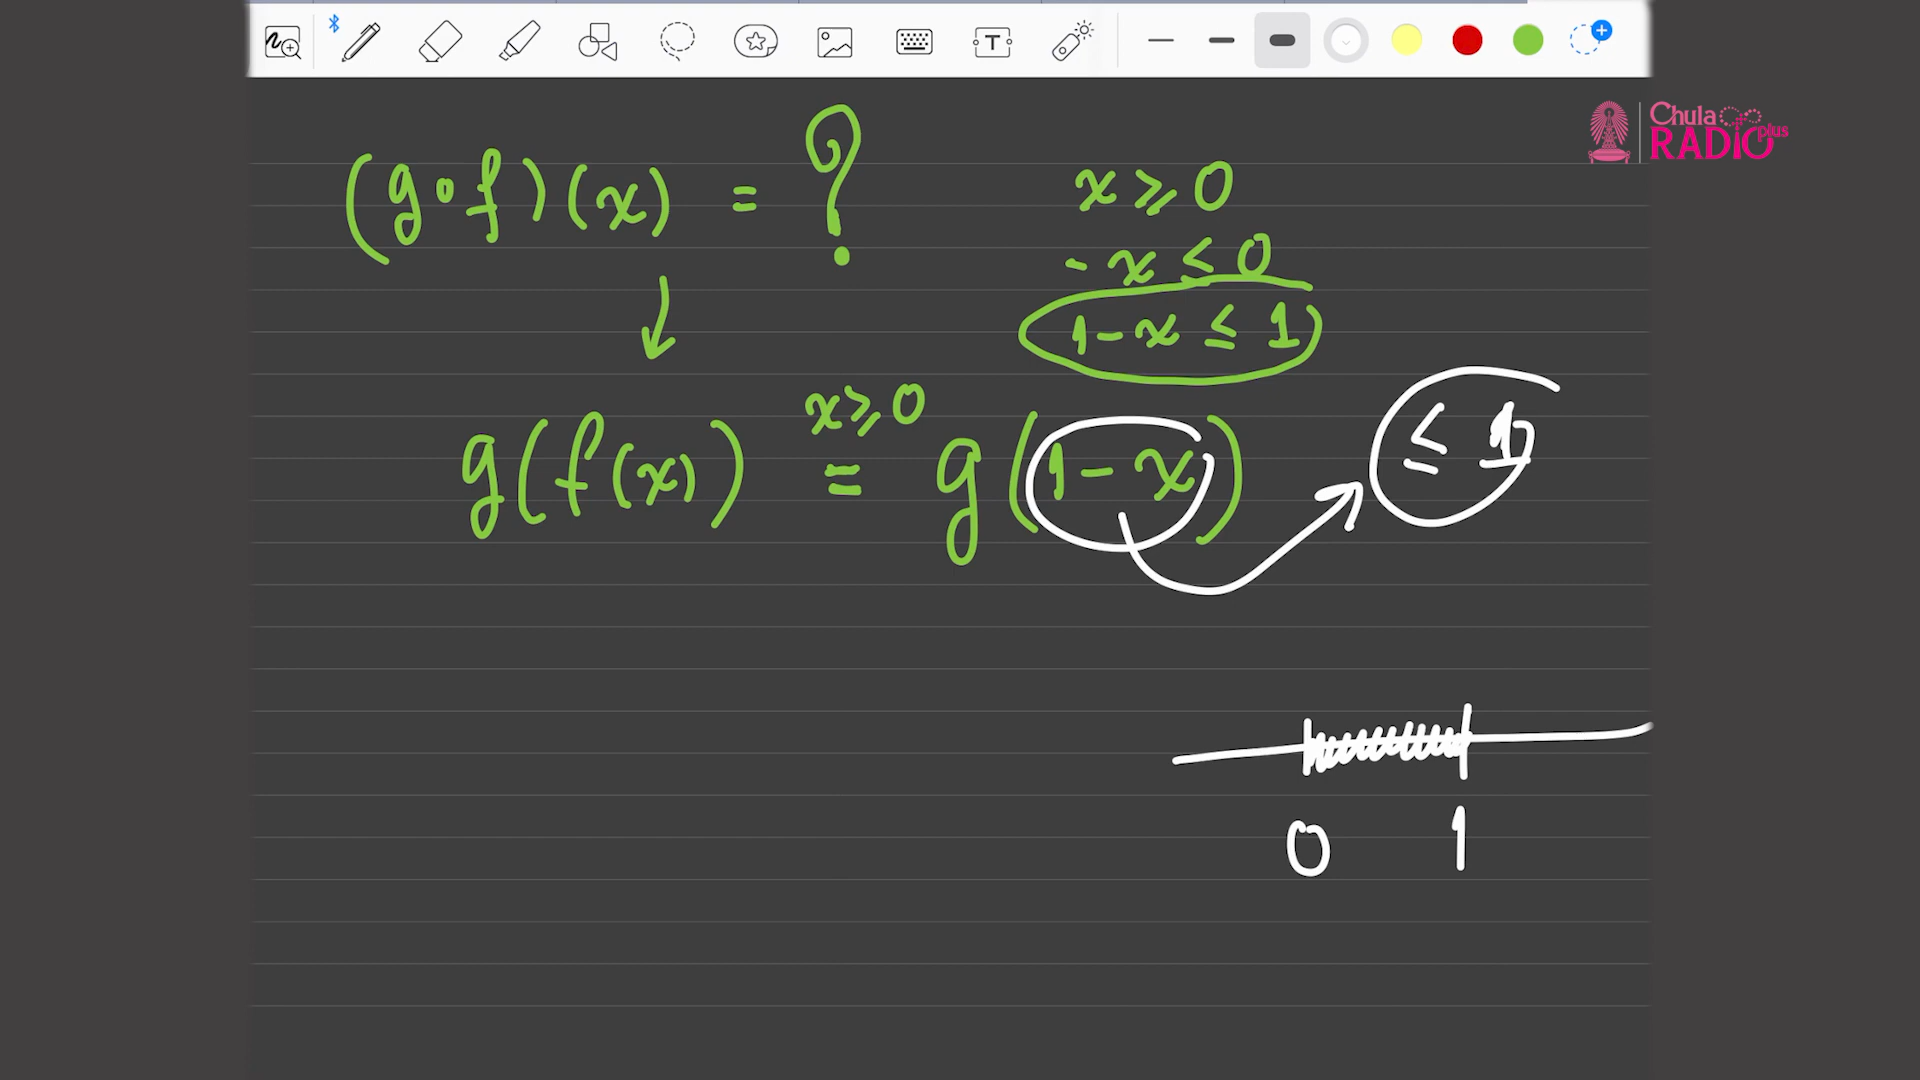 Chula
RADIO plus
(g∘f)(x) = ?
x ≥ 0
-x ≤ 0
1-x ≤ 1
x ≥ 0
g(f(x)) = g(1-x)
≤ 1
0 1